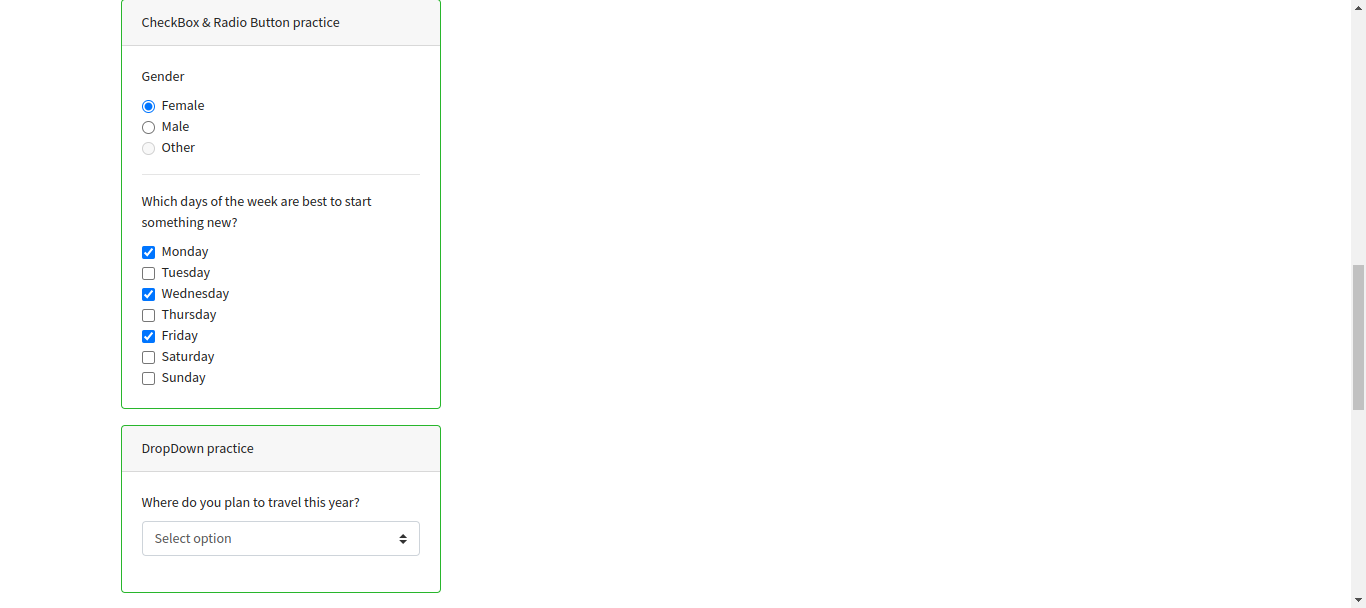 CheckBox & Radio Button practice
Gender
Female
Male
Other
Which days of the week are best to start
something new?
Monday
Tuesday
Wednesday
Thursday
Friday
Saturday
Sunday
DropDown practice
Where do you plan to travel this year?
Select option